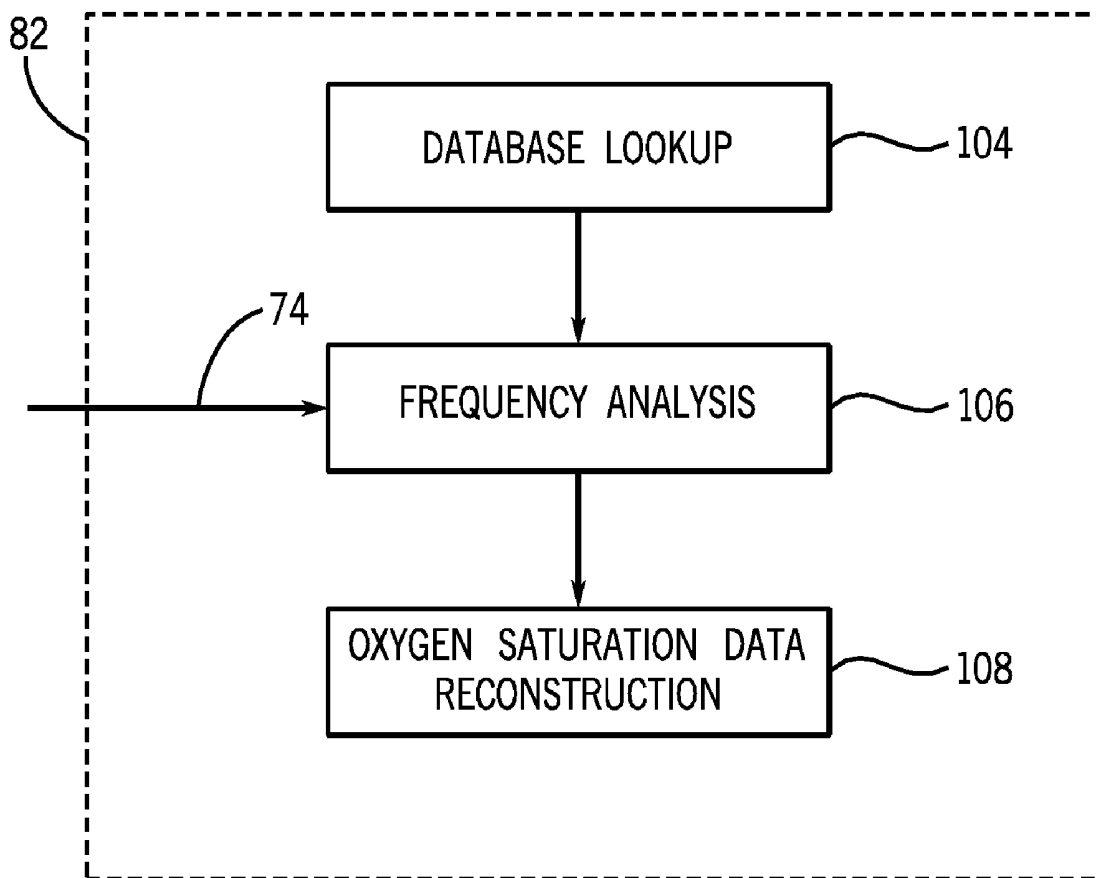 82
DATABASE LOOKUP
104
74
FREQUENCY ANALYSIS
106
OXYGEN SATURATION DATA
RECONSTRUCTION
108